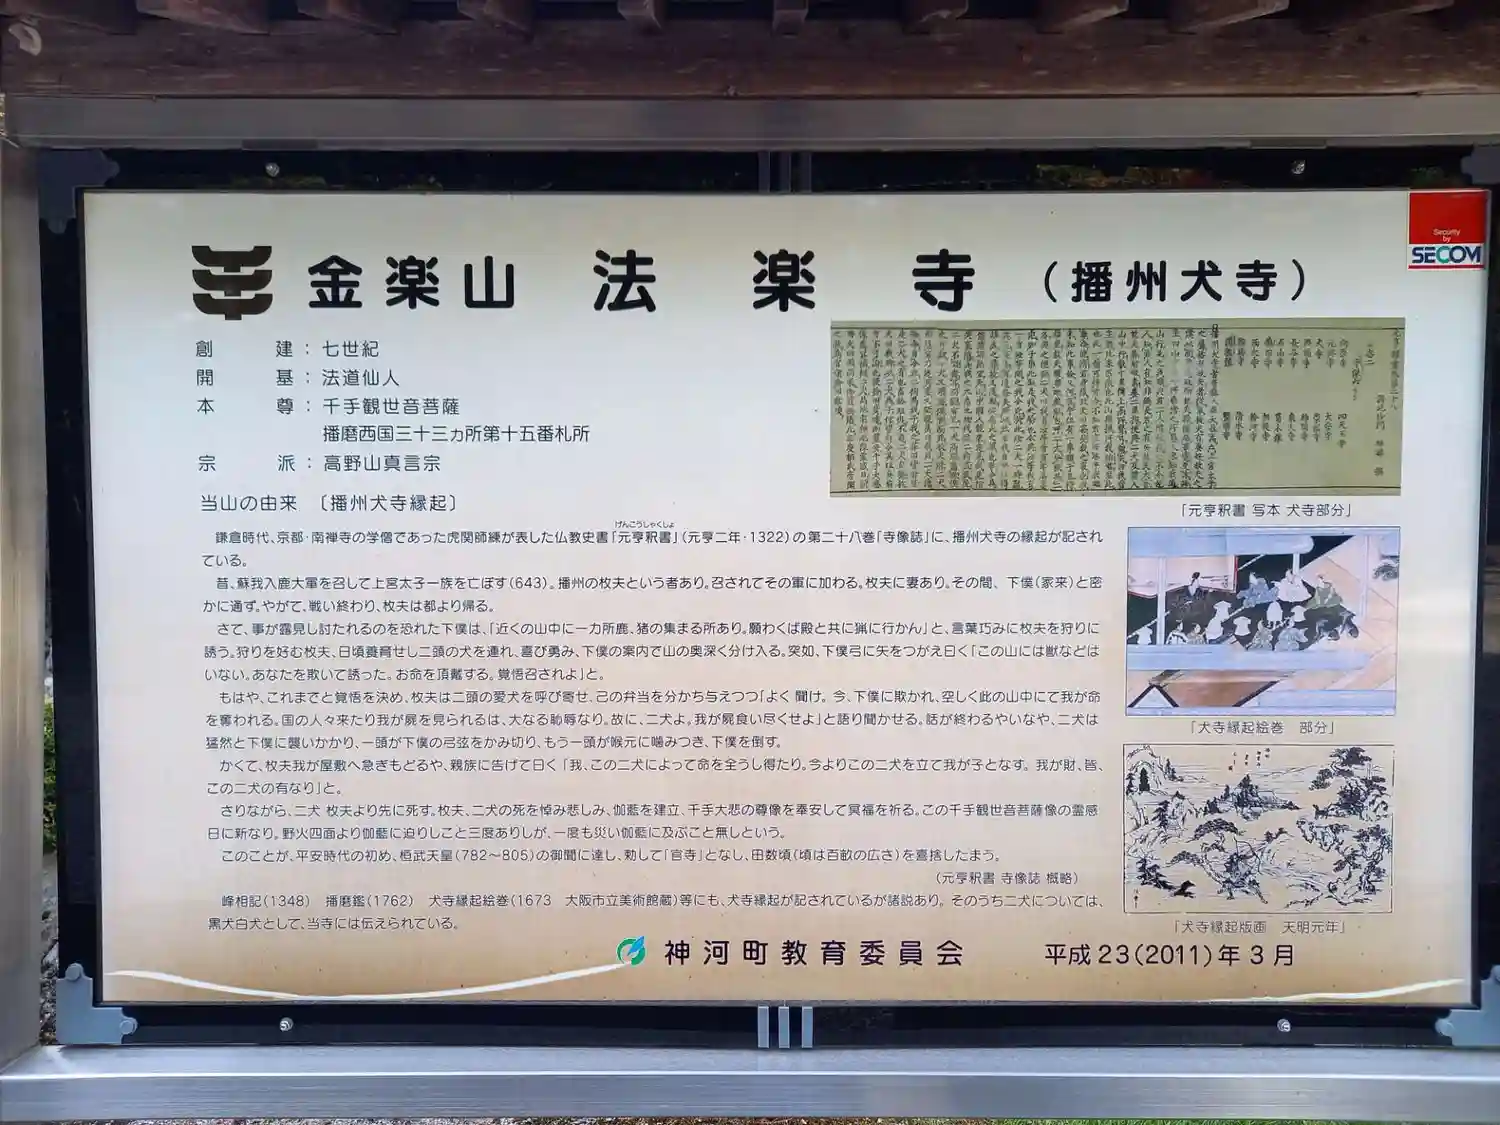 金楽山 法楽寺（播州犬寺）
Security
by
SECOM
創建：七世紀
開基：法道仙人
本尊：千手観世音菩薩
播磨西国三十三ヵ所第十五番札所
宗派：高野山真言宗
当山の由来 〔播州犬寺縁起〕
げんこうしゃくしょ
鎌倉時代、京都・南禅寺の学僧であった虎関師練が表した仏教史書「元亨釈書」（元亨二年・1322）の第二十八巻「寺像誌」に、播州犬寺の縁起が記され
ている。
昔、蘇我入鹿大軍を召して上宮太子一族を亡ぼす（643）。播州の枚夫という者あり。召されてその軍に加わる。枚夫に妻あり。その間、下僕（家来）と密
かに通ず。やがて、戦い終わり、枚夫は都より帰る。
さて、事が露見し討たれるのを恐れた下僕は、「近くの山中に一カ所鹿、猪の集まる所あり。願わくば殿と共に猟に行かん」と、言葉巧みに枚夫を狩りに
誘う。狩りを好む枚夫、日頃養育せし二頭の犬を連れ、喜び勇み、下僕の案内で山の奥深く分け入る。突如、下僕弓に矢をつがえ曰く「この山には獣などは
いない。あなたを欺いて誘った。お命を頂戴する。覚悟召されよ」と。
もはや、これまでと覚悟を決め、枚夫は二頭の愛犬を呼び寄せ、己の弁当を分かち与えつつ「よく聞け。今、下僕に欺かれ、空しく此の山中にて我が命
を奪われる。国の人々来たり我が屍を見られるは、大なる恥辱なり。故に、二犬よ。我が屍食い尽くせよ」と語り聞かせる。話が終わるやいなや、二犬は
猛然と下僕に襲いかかり、一頭が下僕の弓弦をかみ切り、もう一頭が喉元に噛みつき、下僕を倒す。
かくて、枚夫我が屋敷へ急ぎもどるや、親族に告げて曰く「我、この二犬によって命を全うし得たり。今よりこの二犬を立て我が子となす。我が財、皆、
この二犬の有なり」と。
さりながら、二犬 枚夫より先に死す。枚夫、二犬の死を悼み悲しみ、伽藍を建立、千手大悲の尊像を奉安して冥福を祈る。この千手観世音菩薩像の霊感
日に新なり。野火四面より伽藍に迫りしこと三度ありしが、一度も災い伽藍に及ぶこと無しという。
このことが、平安時代の初め、桓武天皇（782〜805）の御聞に達し、勅して「官寺」となし、田数頃（頃は百畝の広さ）を喜捨したまう。
（元亨釈書 寺像誌 概略）
峰相記（1348） 播磨鑑（1762） 犬寺縁起絵巻（1673 大阪市立美術館蔵）等にも、犬寺縁起が記されているが諸説あり。そのうち二犬については、
黒犬白犬として、当寺には伝えられている。
「元亨釈書 写本 犬寺部分」
「犬寺縁起絵巻 部分」
「犬寺縁起版画 天明元年」
神河町教育委員会 平成23（2011）年3月